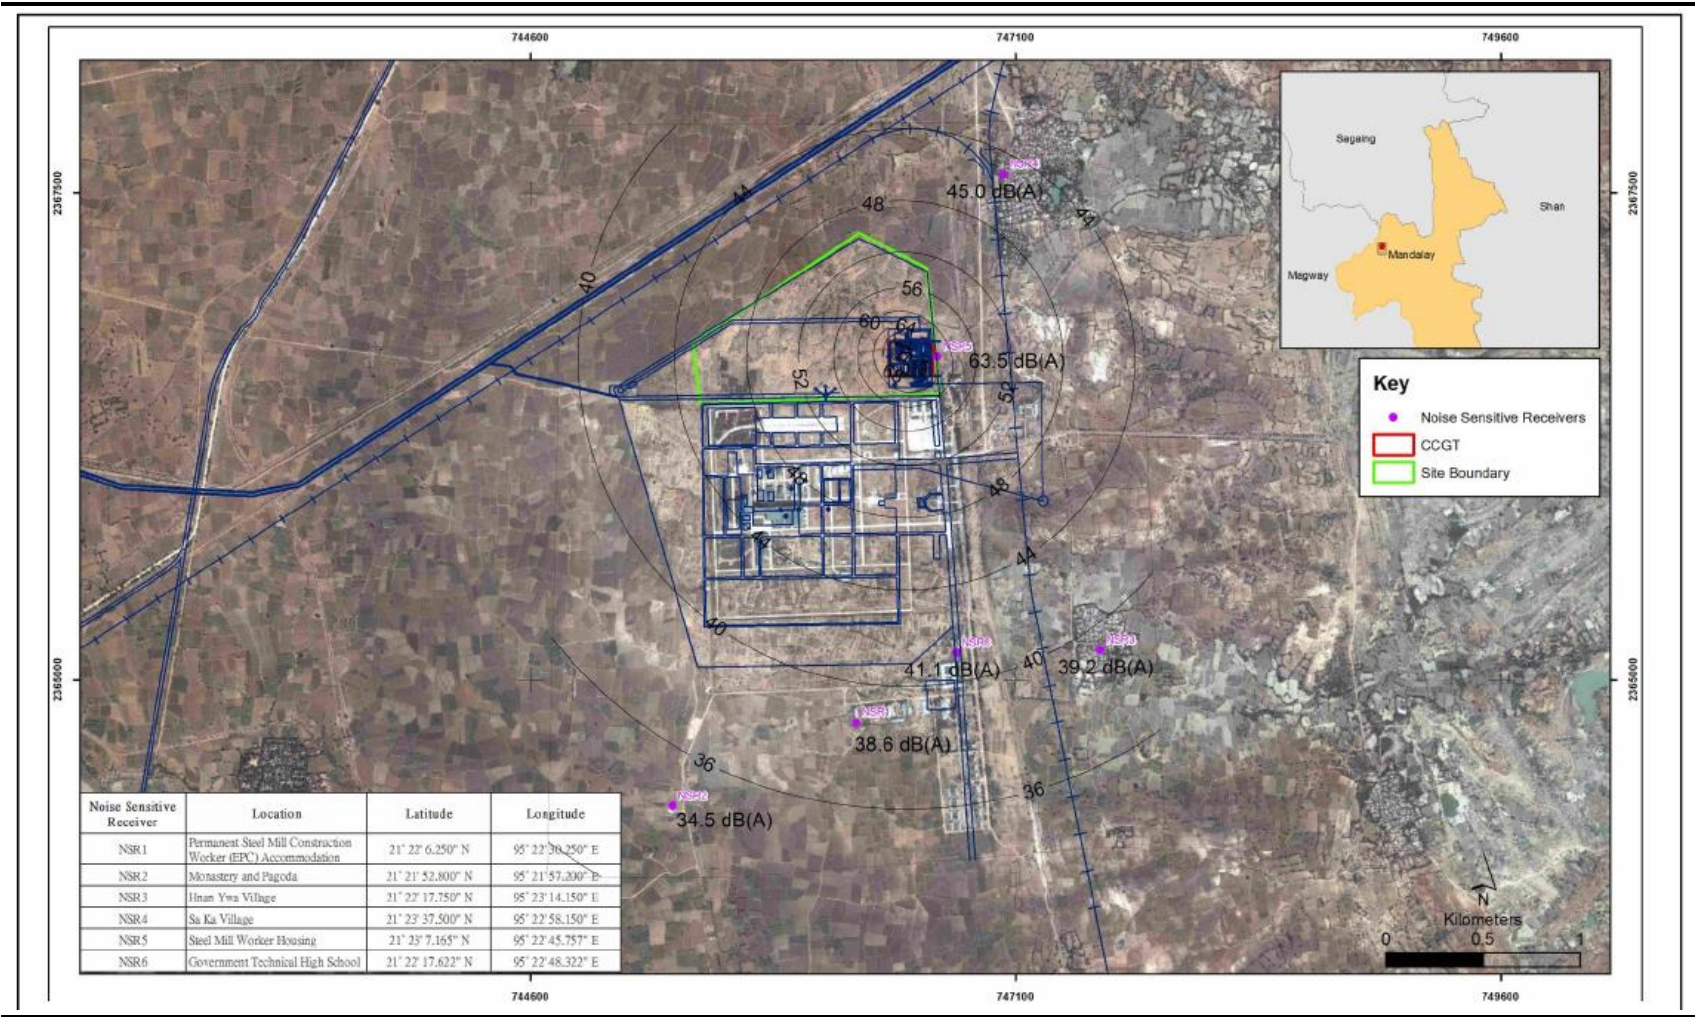 744600
747100
749600
2367500
2367500
Sagaing
Shan
Mandalay
Magway
NSR4
45.0 dB(A)
44
48
44
40
56
60
64
NSR5
63.5 dB(A)
52
52
Key
Noise Sensitive Receivers
CCGT
Site Boundary
48
48
44
44
40
NSR6
41.1 dB(A)
40
NSR3
39.2 dB(A)
2365000
2365000
NSR1
38.6 dB(A)
36
36
NSR2
34.5 dB(A)
Noise Sensitive Receiver
Location
Latitude
Longitude
NSR1
Permanent Steel Mill Construction
Worker (EPC) Accommodation
21° 22' 6.250" N
95° 22' 30.250" E
NSR2
Monastery and Pagoda
21° 21' 52.800" N
95° 21' 57.200" E
NSR3
Hnan Ywa Village
21° 22' 17.750" N
95° 23' 14.150" E
NSR4
Sa Ka Village
21° 23' 37.500" N
95° 22' 58.150" E
NSR5
Steel Mill Worker Housing
21° 23' 7.165" N
95° 22' 45.757" E
NSR6
Government Technical High School
21° 22' 17.622" N
95° 22' 48.322" E
N
Kilometers
0
0.5
1
744600
747100
749600